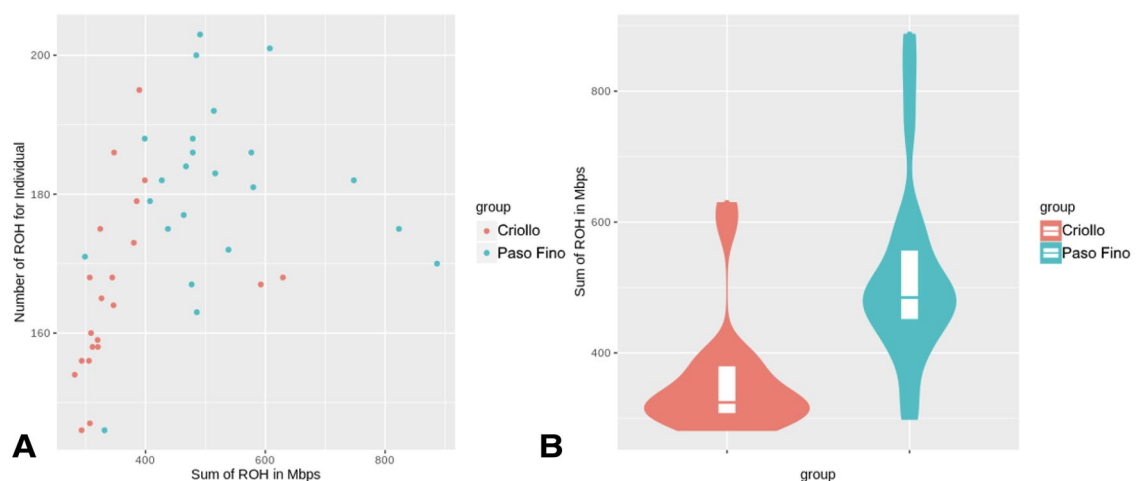 200
180
160
Number of ROH for Individual
400
600
800
Sum of ROH in Mbps
group
Criollo
Paso Fino
A
800
600
400
Sum of ROH in Mbps
group
group
Criollo
Paso Fino
B